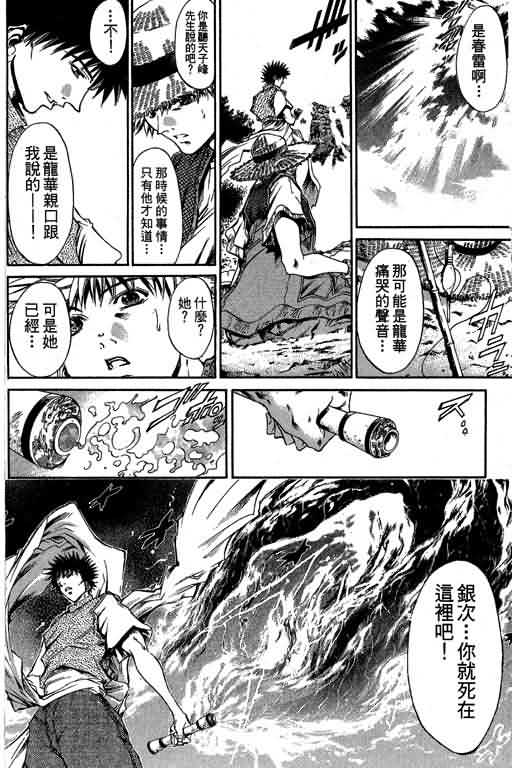 是春雷啊…
你是聽天子峰
先生說的吧?
…不!
那時候的事情…
只有他才知道…
是龍華親口跟
我說的——!
那可能是龍華
痛哭的聲音…
什麼?
她?
可是她
已經…
銀次…你就死在
這裡吧!